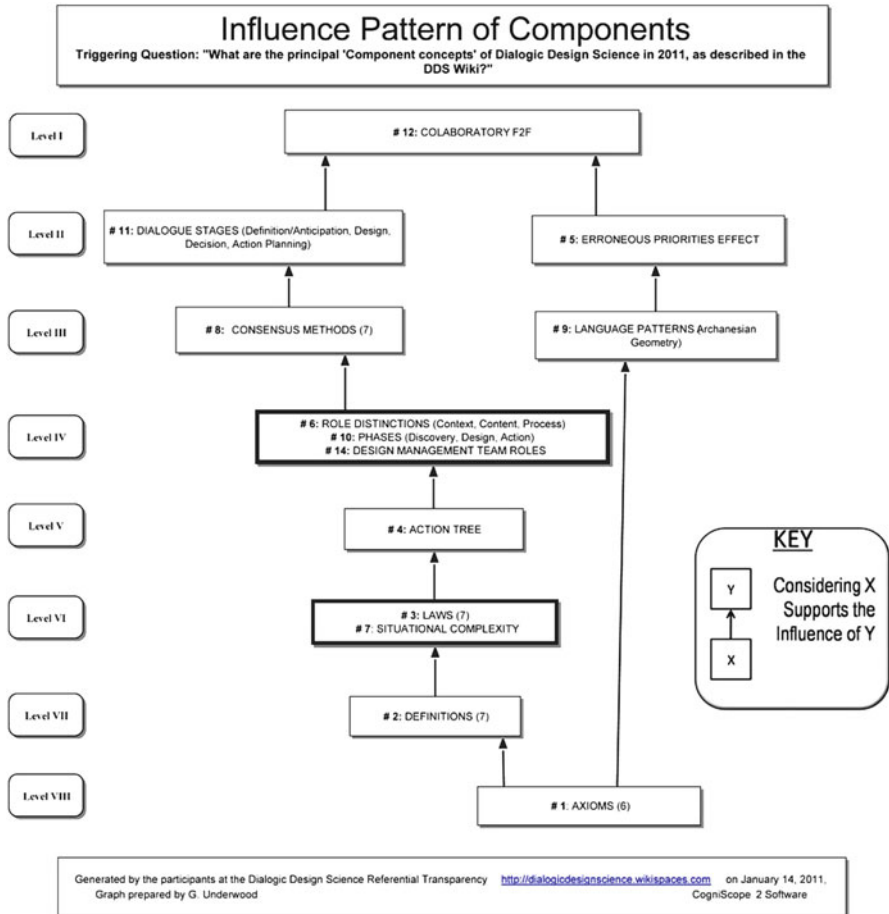 Influence Pattern of Components
Triggering Question: "What are the principal 'Component concepts' of Dialogic Design Science in 2011, as described in the
DDS Wiki?"
Level I
# 12: COLABORATORY F2F
Level II
# 11: DIALOGUE STAGES (Definition/Anticipation, Design,
Decision, Action Planning)
# 5: ERRONEOUS PRIORITIES EFFECT
Level III
# 8: CONSENSUS METHODS (7)
# 9: LANGUAGE PATTERNS (Archanesian
Geometry)
Level IV
# 6: ROLE DISTINCTIONS (Context, Content, Process)
# 10: PHASES (Discovery, Design, Action)
# 14: DESIGN MANAGEMENT TEAM ROLES
Level V
# 4: ACTION TREE
Level VI
# 3: LAWS (7)
# 7: SITUATIONAL COMPLEXITY
Level VII
# 2: DEFINITIONS (7)
Level VIII
# 1: AXIOMS (6)
KEY
Y
X
Considering X
Supports the
Influence of Y
Generated by the participants at the Dialogic Design Science Referential Transparency http://dialogicdesignscience.wikispaces.com on January 14, 2011.
Graph prepared by G. Underwood CogniScope 2 Software